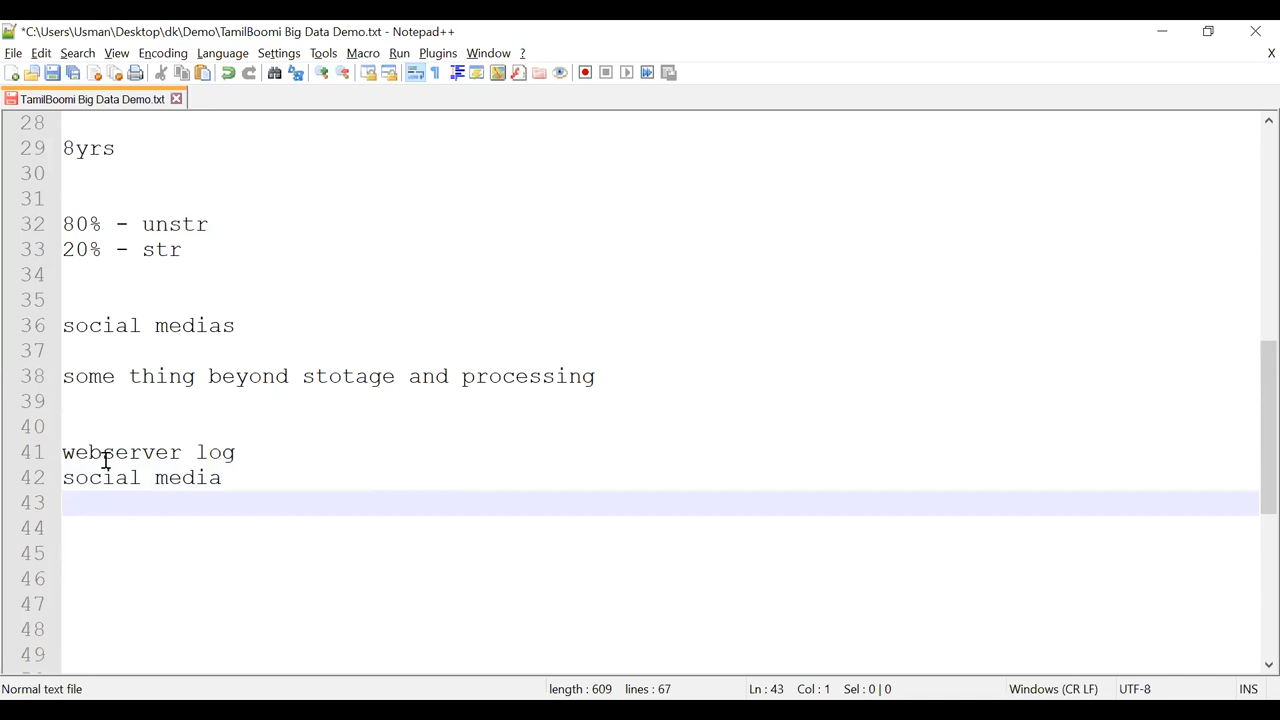 *C:\Users\Usman\Desktop\dk\Demo\TamilBoomi Big Data Demo.txt - Notepad++
File Edit Search View Encoding Language Settings Tools Macro Run Plugins Window ? X
TamilBoomi Big Data Demo.txt
28
29 8yrs
30
31
32 80% - unstr
33 20% - str
34
35
36 social medias
37
38 some thing beyond stotage and processing
39
40
41 webserver log
42 social media
43
44
45
46
47
48
49
Normal text file length : 609 lines : 67 Ln : 43 Col : 1 Sel : 0 | 0 Windows (CR LF) UTF-8 INS